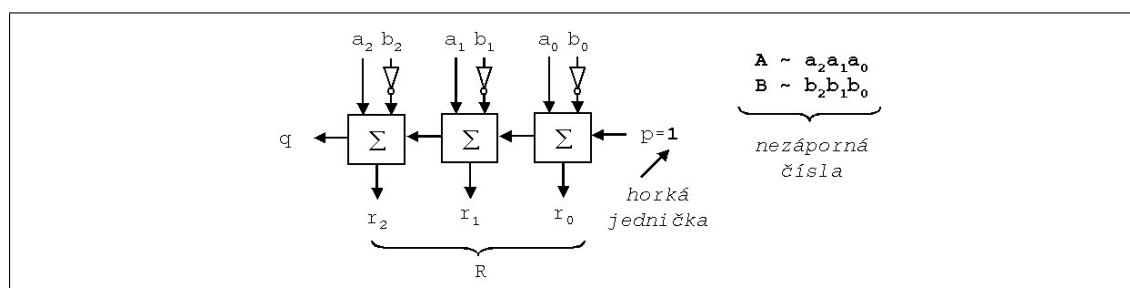 a₂ b₂ a₁ b₁ a₀ b₀
A ~ a₂a₁a₀
B ~ b₂b₁b₀
q Σ Σ Σ p=1
nezáporná
čísla
horká
jednička
r₂ r₁ r₀
R